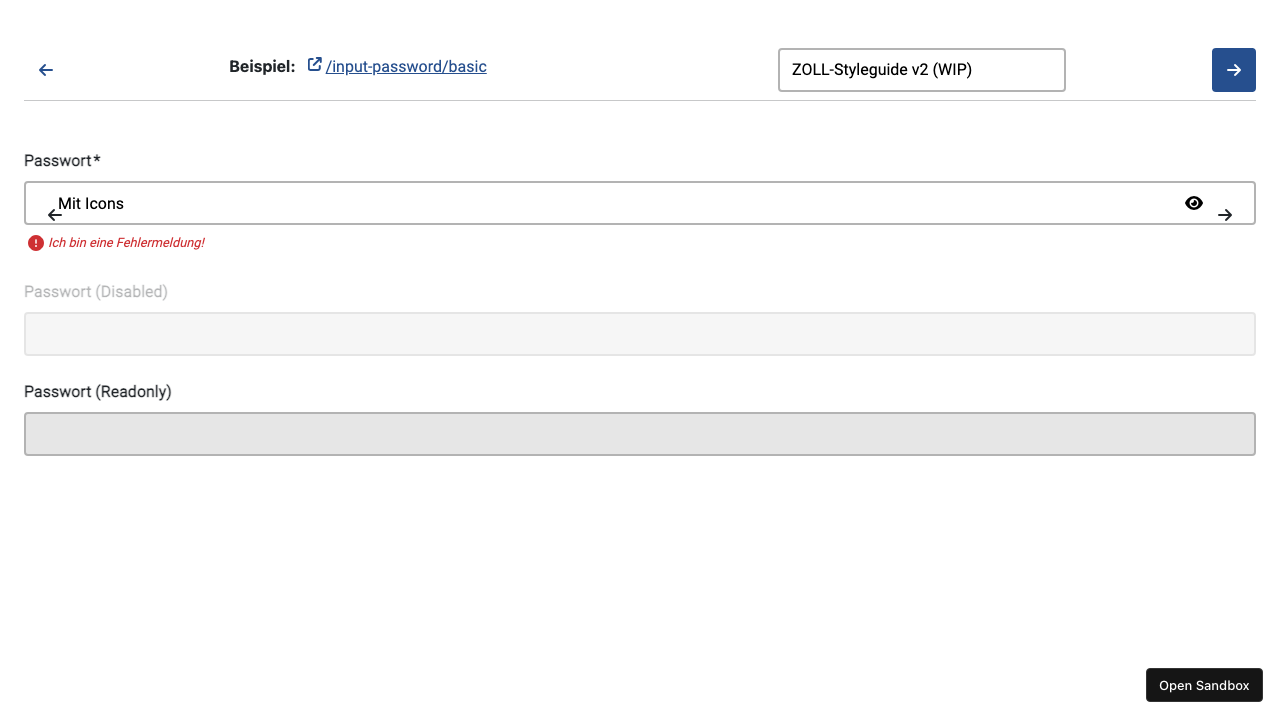 Beispiel: /input-password/basic ZOLL-Styleguide v2 (WIP)
Passwort*
Mit Icons
Ich bin eine Fehlermeldung!
Passwort (Disabled)
Passwort (Readonly)
Open Sandbox